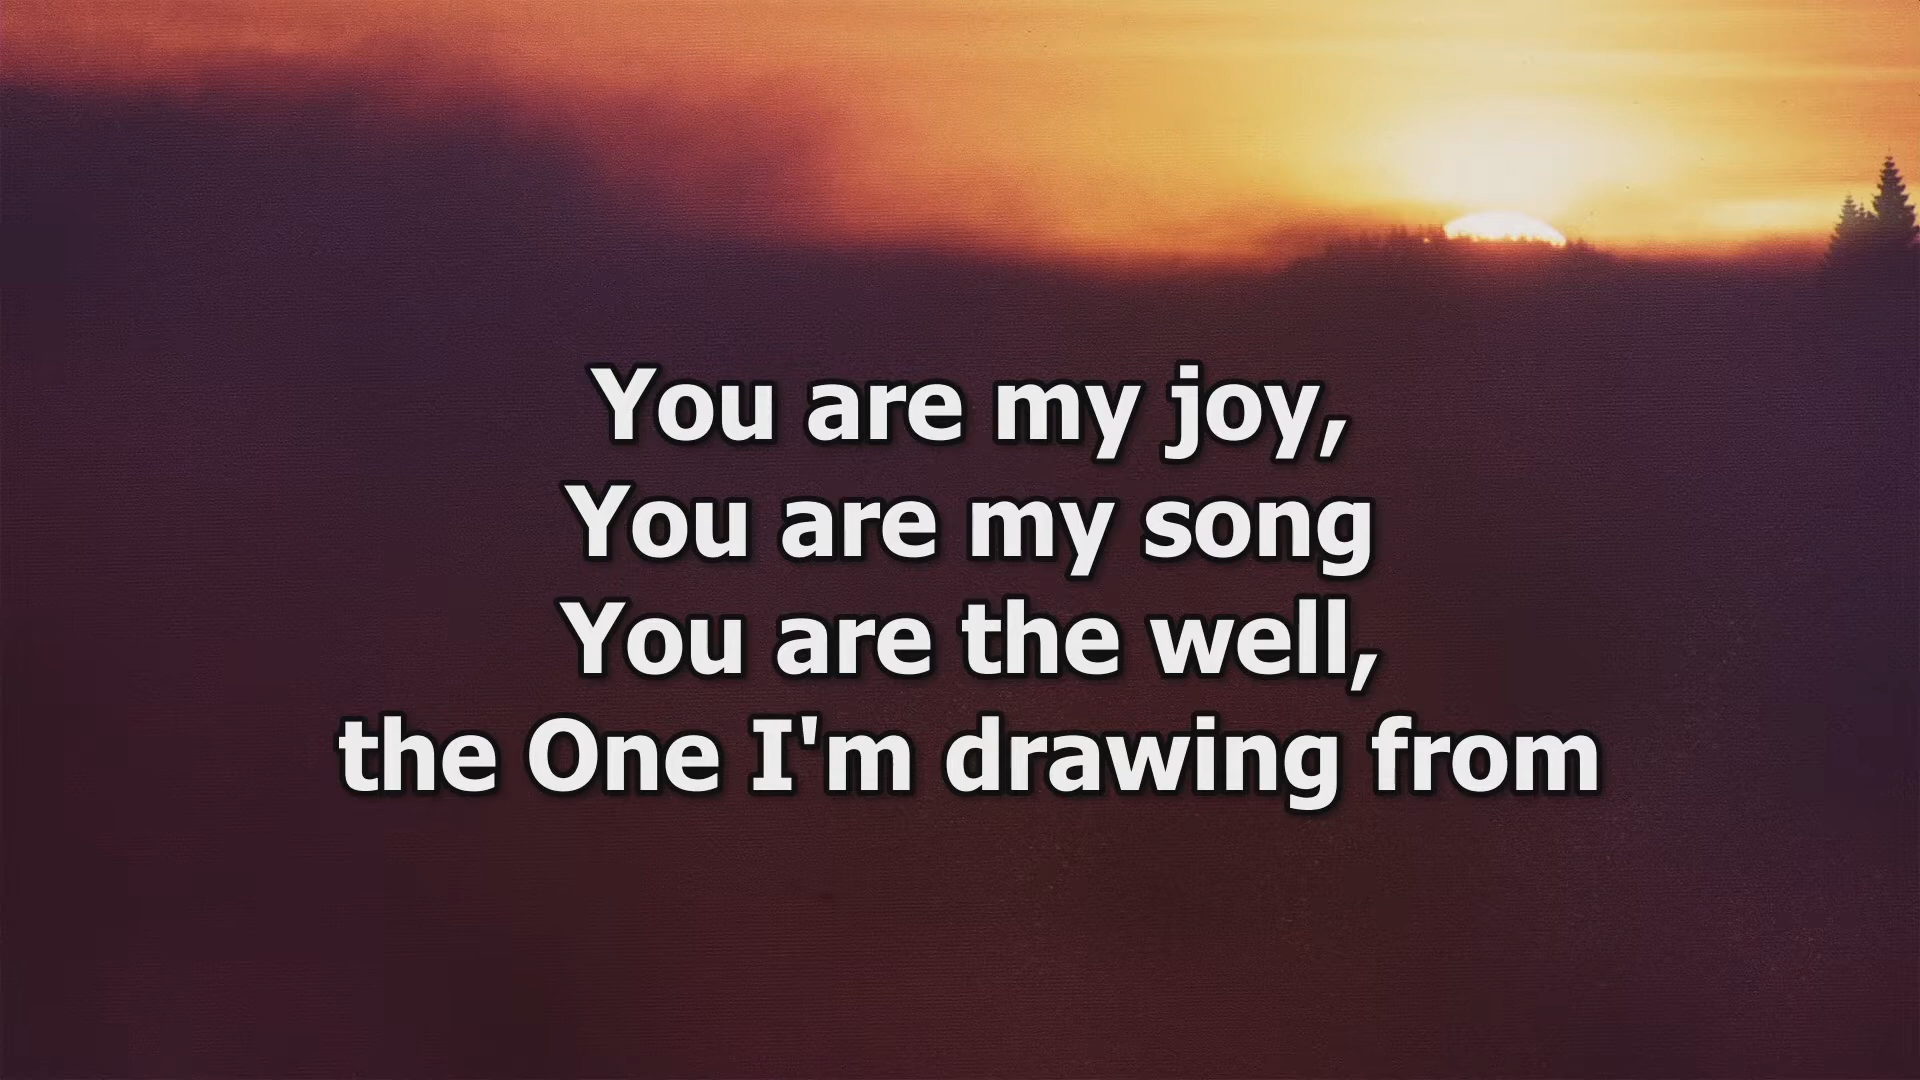 You are my joy,
You are my song
You are the well,
the One I'm drawing from